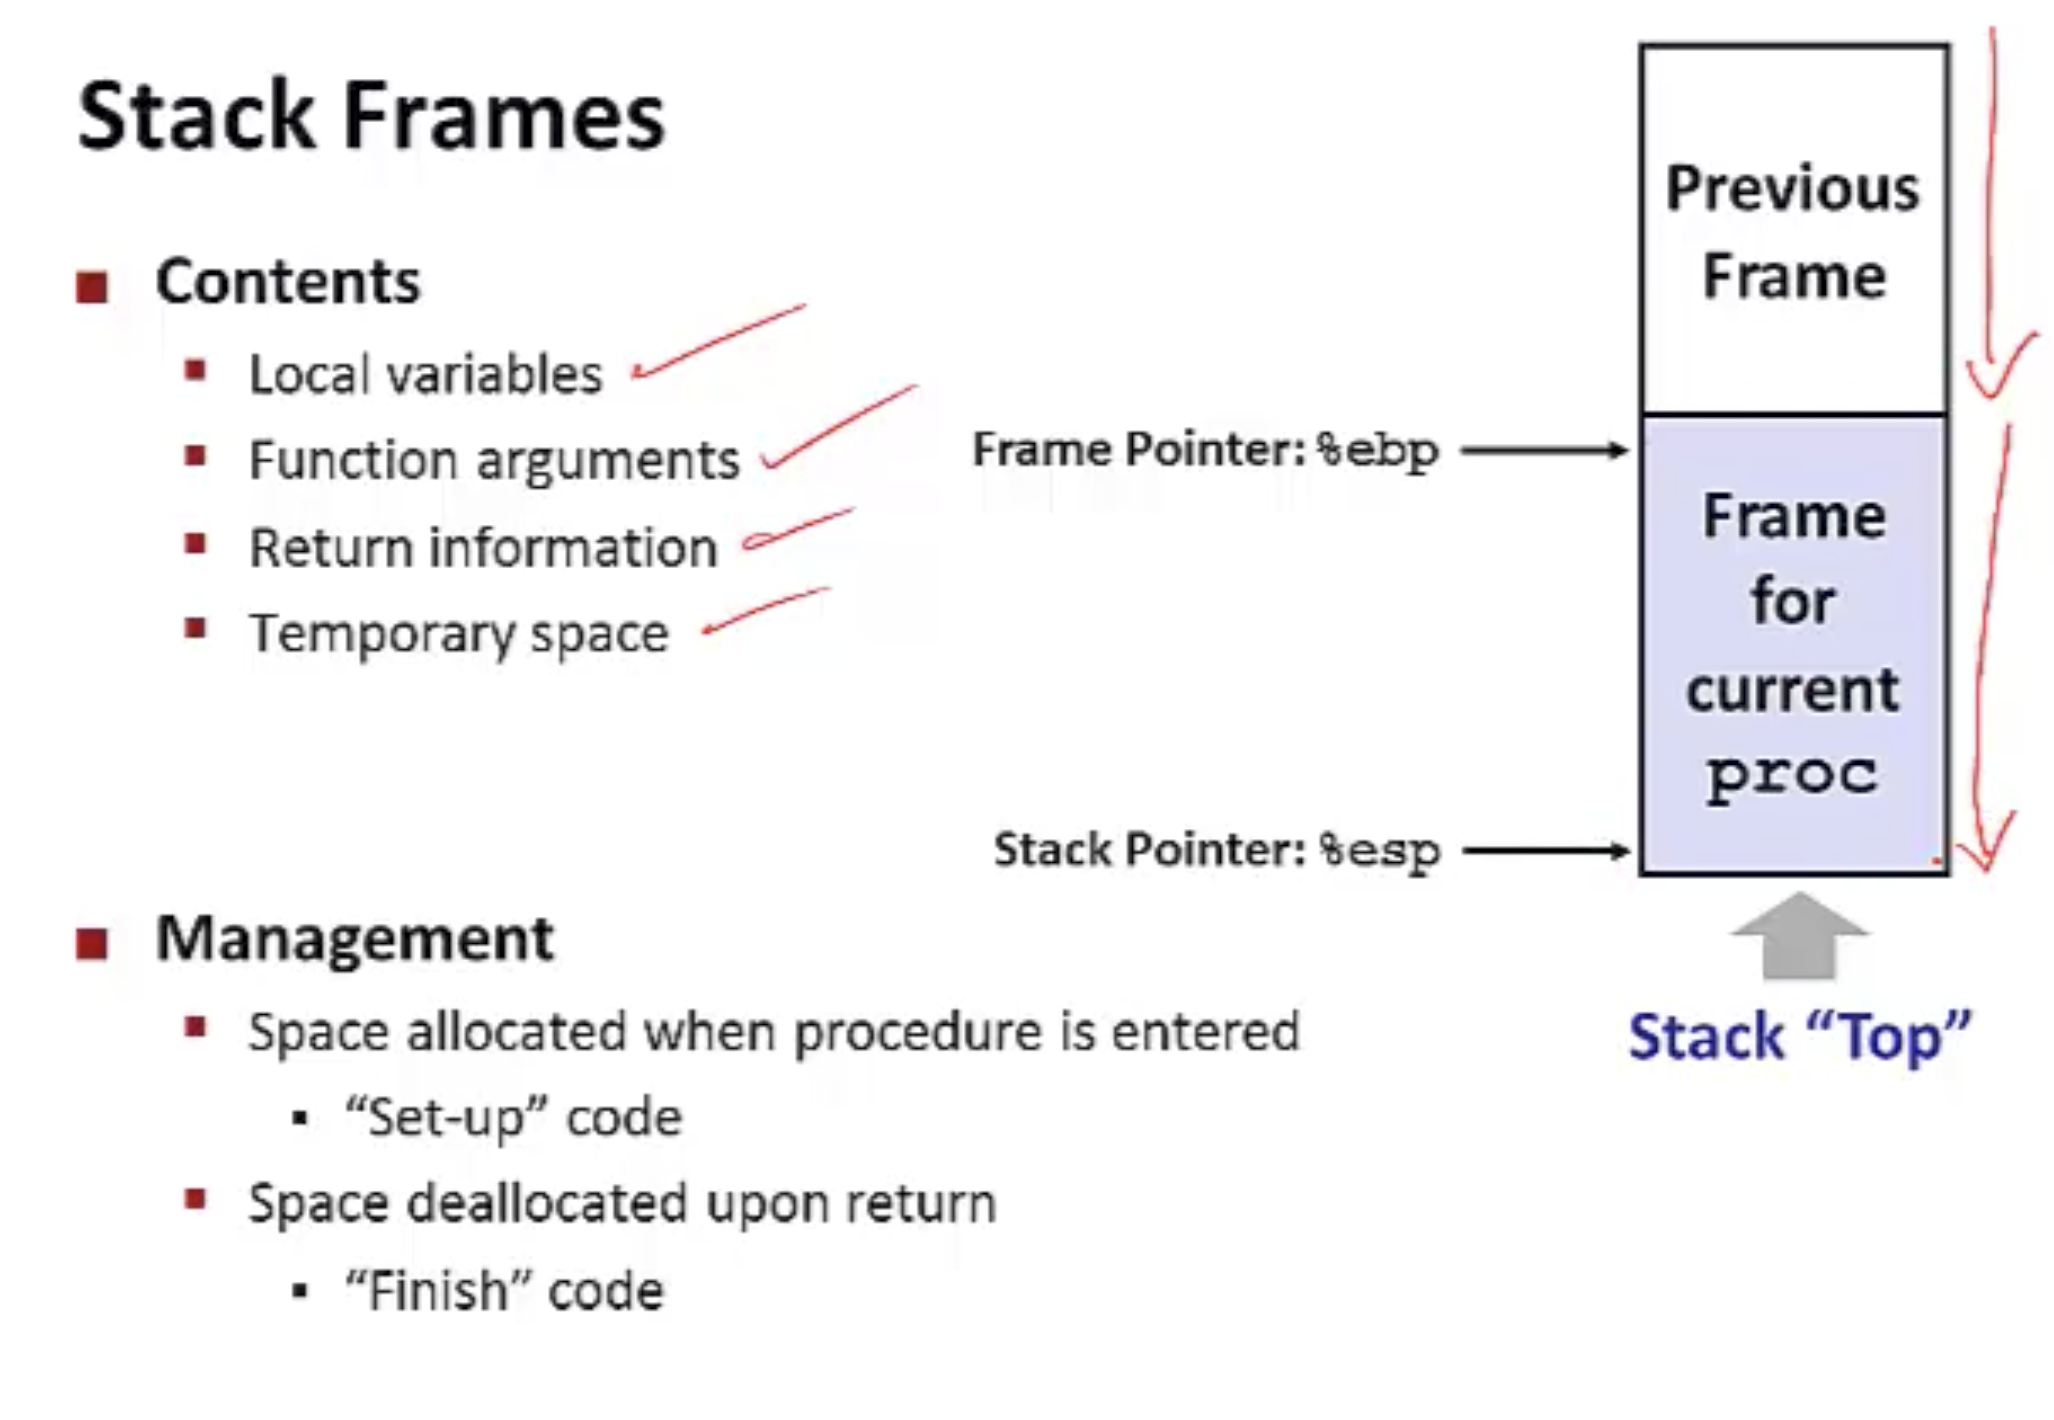 Stack Frames
Contents
Local variables
Function arguments
Return information
Temporary space
Management
Space allocated when procedure is entered
“Set-up” code
Space deallocated upon return
“Finish” code
Previous
Frame
Frame Pointer: %ebp
Frame
for
current
proc
Stack Pointer: %esp
Stack “Top”